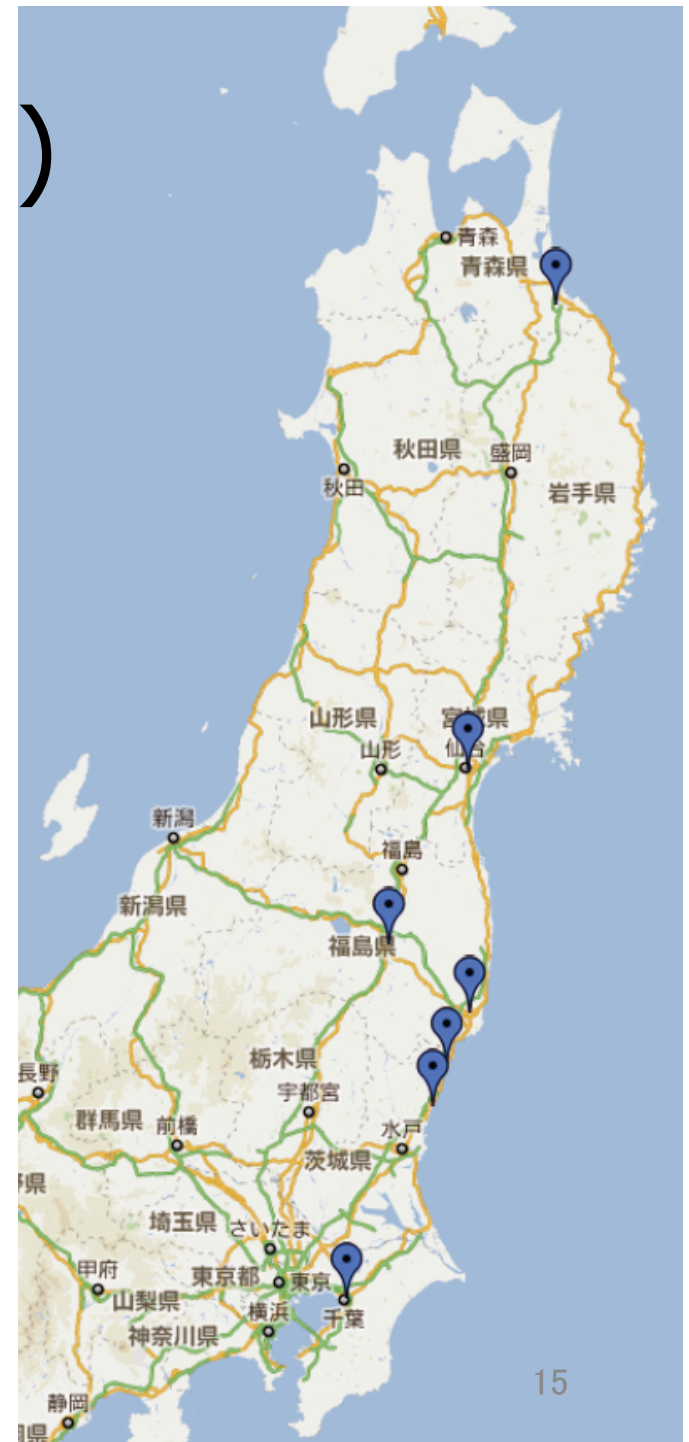 )
青森
青森県
秋田県
盛岡
秋田
岩手県
山形県
宮城県
山形
仙台
新潟
福島
新潟県
福島県
栃木県
長野
宇都宮
群馬県
前橋
水戸
茨城県
県
埼玉県
さいたま
甲府
東京都
東京
山梨県
横浜
千葉
神奈川県
15
静岡
岡県